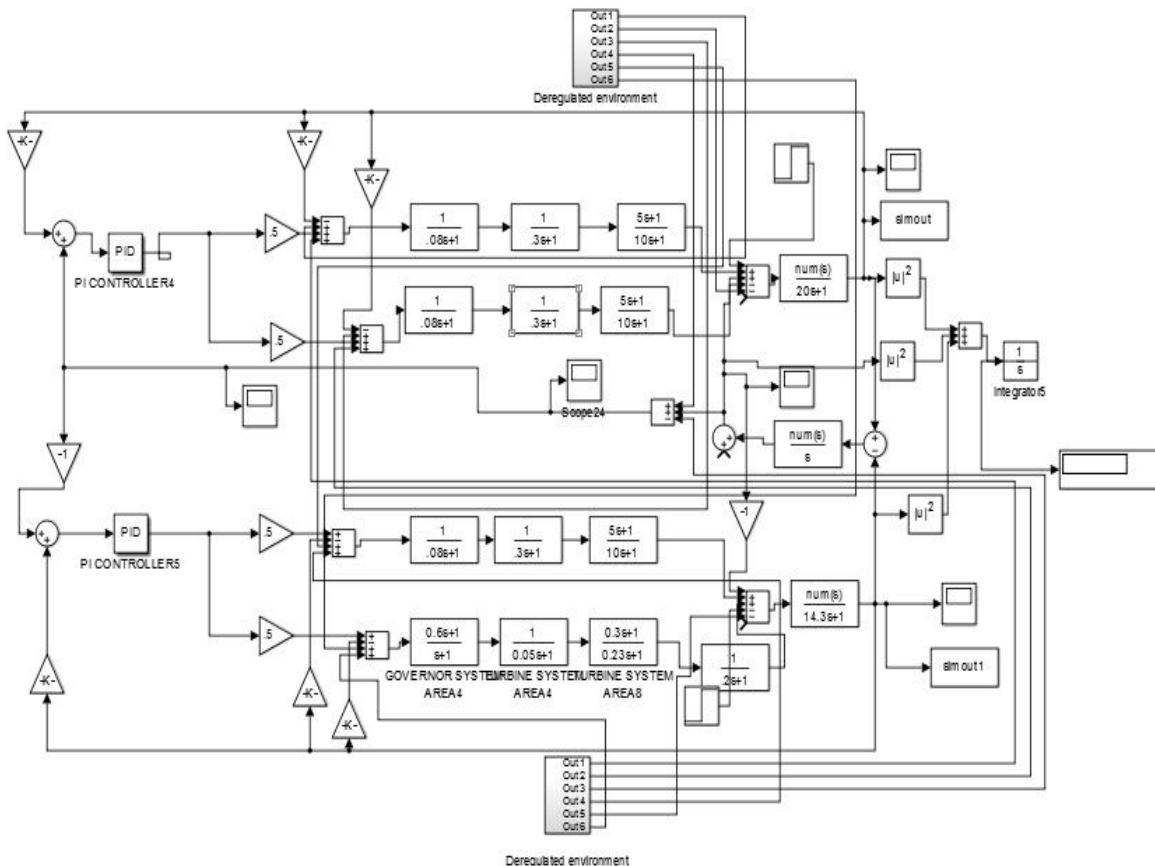 Out1
Out2
Out3
Out4
Out5
Out6
Deregulated environment
-K-
-K-
-K-
simout
PID
PI CONTROLLER4
.5
1
.08s+1
1
.3s+1
5s+1
10s+1
num(s)
20s+1
|u|²
.5
1
.08s+1
1
.3s+1
5s+1
10s+1
|u|²
1
s
Integrator5
Scope24
num(s)
s
-1
|u|²
-1
PID
PI CONTROLLER5
.5
1
.08s+1
1
.3s+1
5s+1
10s+1
num(s)
14.3s+1
.5
0.6s+1
s+1
1
0.05s+1
0.3s+1
0.23s+1
1
.2s+1
simout1
GOVERNOR SYSTEM
AREA4
TURBINE SYSTEM
AREA4
TURBINE SYSTEM
AREA8
-K-
-K-
-K-
Out1
Out2
Out3
Out4
Out5
Out6
Deregulated environment